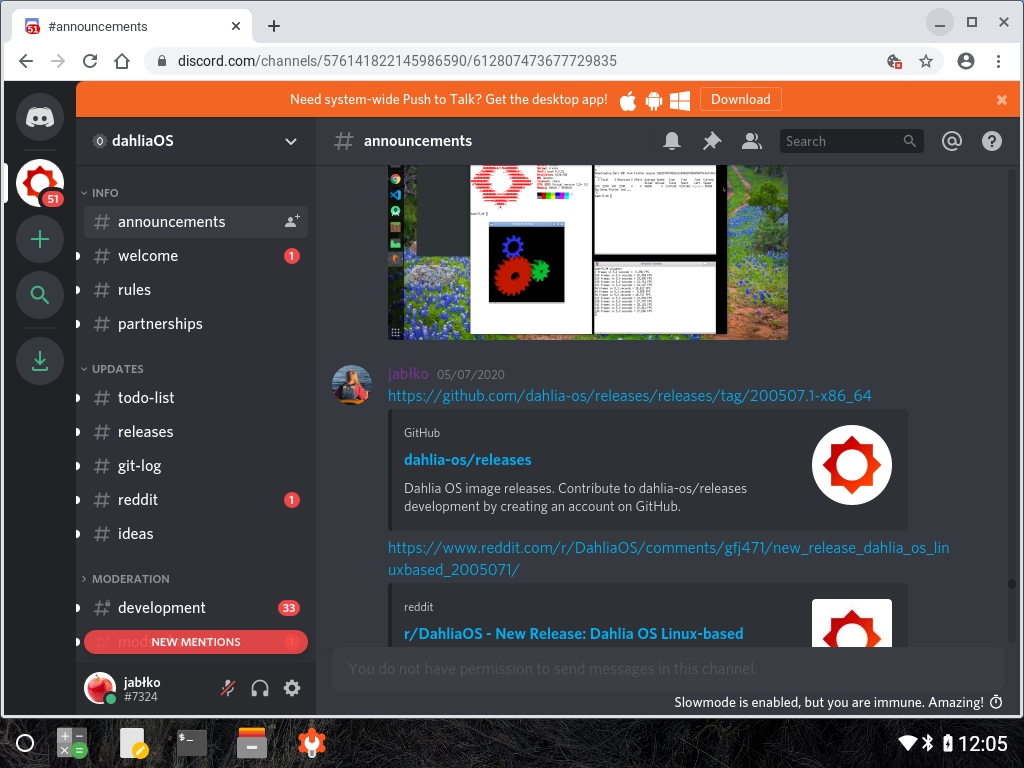 #announcements
discord.com/channels/576141822145986590/612807473677729835
Need system-wide Push to Talk? Get the desktop app!
Download
dahliaOS
# announcements
Search
51
INFO
# announcements
# welcome
1
# rules
# partnerships
UPDATES
# todo-list
# releases
# git-log
# reddit
1
# ideas
MODERATION
# development
33
NEW MENTIONS
jabłko
#7324
jabłko 05/07/2020
https://github.com/dahlia-os/releases/releases/tag/200507.1-x86_64
GitHub
dahlia-os/releases
Dahlia OS image releases. Contribute to dahlia-os/releases
development by creating an account on GitHub.
https://www.reddit.com/r/DahliaOS/comments/gfj471/new_release_dahlia_os_lin
uxbased_2005071/
reddit
r/DahliaOS - New Release: Dahlia OS Linux-based
You do not have permission to send messages in this channel.
Slowmode is enabled, but you are immune. Amazing!
12:05